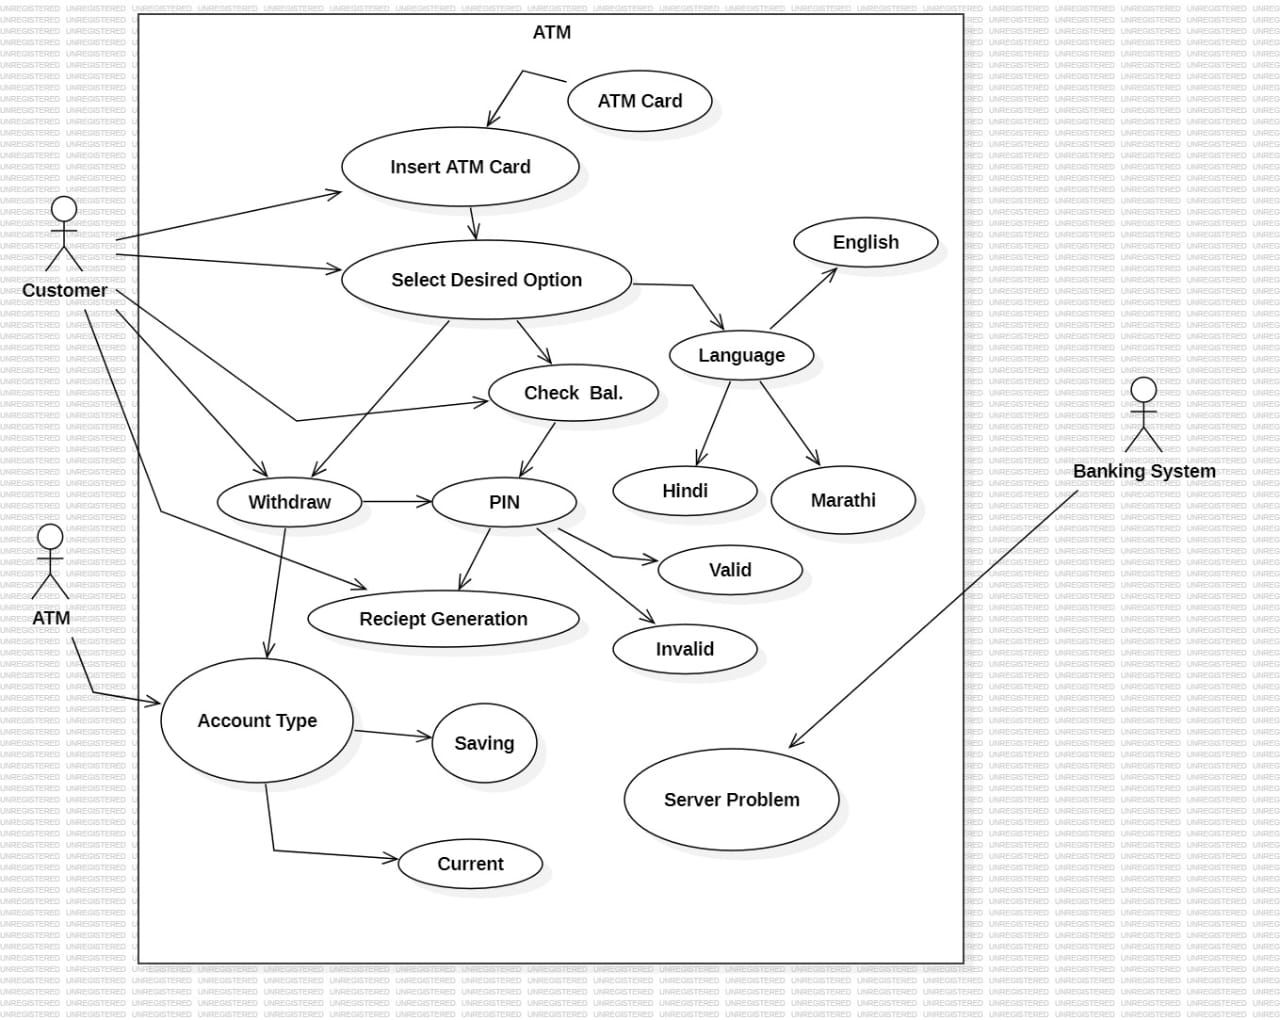 ATM
ATM Card
Insert ATM Card
English
Select Desired Option
Customer
Language
Check  Bal.
Banking System
Hindi
Marathi
Withdraw
PIN
Valid
ATM
Reciept Generation
Invalid
Account Type
Saving
Server Problem
Current
UNREGISTERED